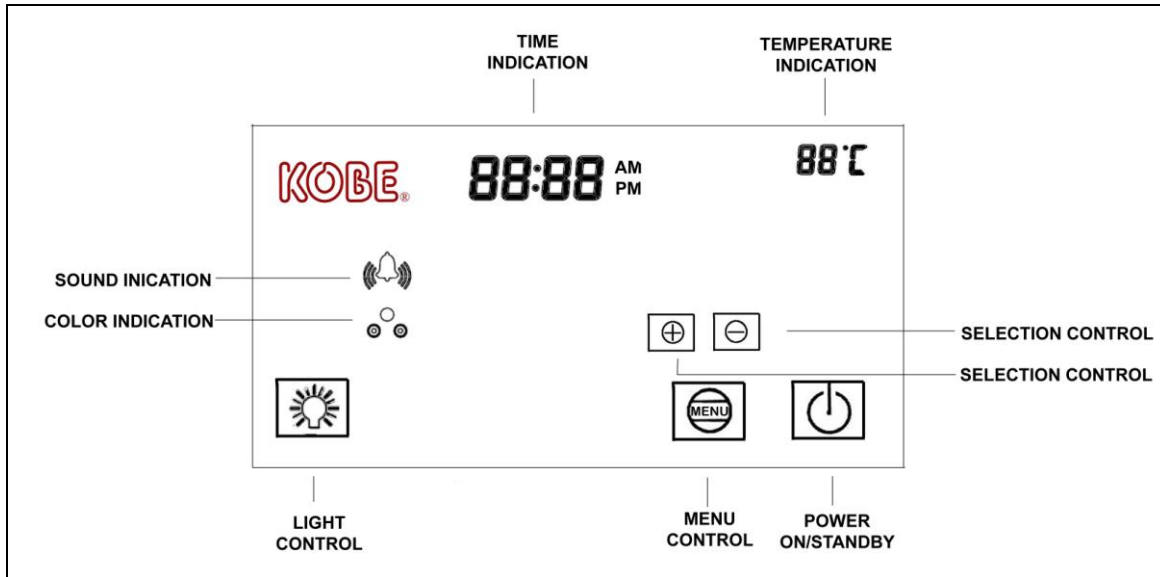 TIME
INDICATION
TEMPERATURE
INDICATION
KOBE®
88:88 AM
PM
88°C
SOUND INICATION
COLOR INDICATION
SELECTION CONTROL
SELECTION CONTROL
MENU
LIGHT
CONTROL
MENU
CONTROL
POWER
ON/STANDBY